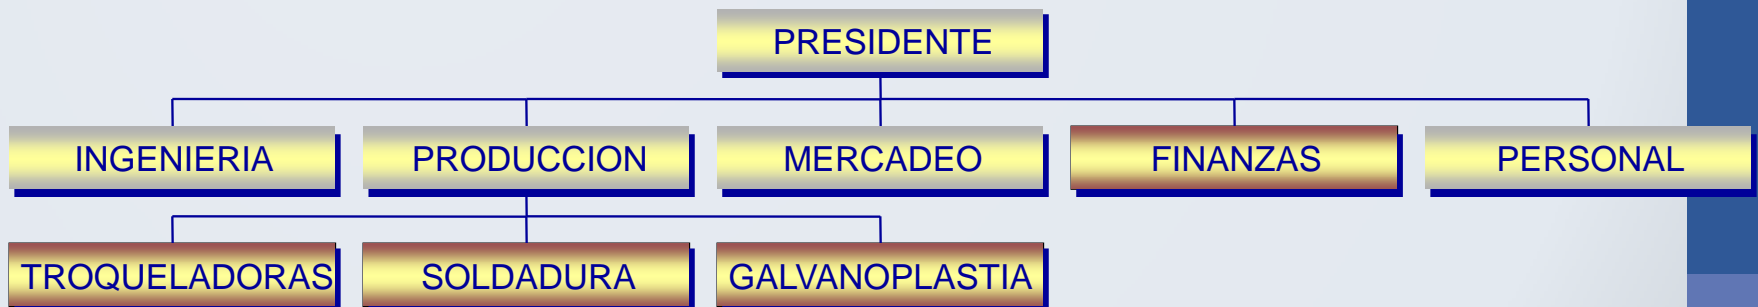 PRESIDENTE
INGENIERIA
PRODUCCION
MERCADEO
FINANZAS
PERSONAL
TROQUELADORAS
SOLDADURA
GALVANOPLASTIA